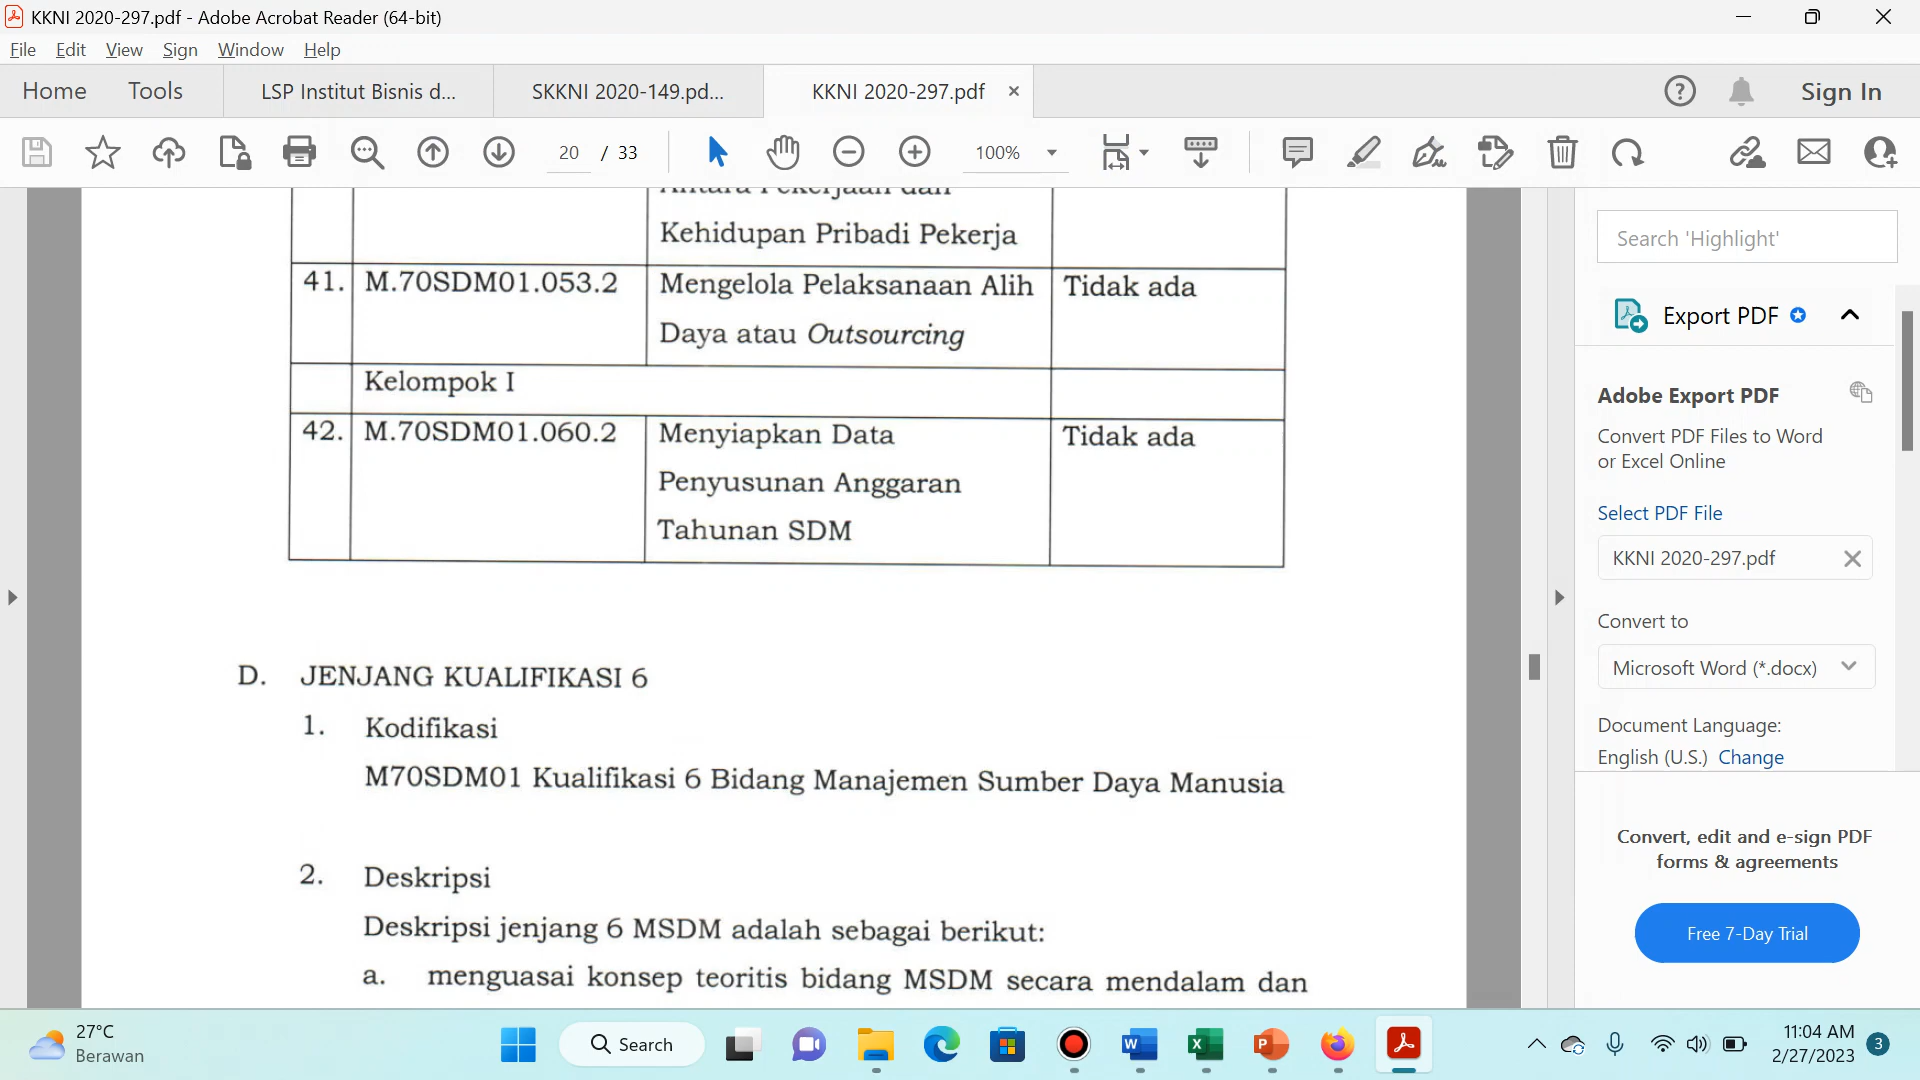 KKNI 2020-297.pdf - Adobe Acrobat Reader (64-bit)
File Edit View Sign Window Help
Home Tools LSP Institut Bisnis d... SKKNI 2020-149.pd... KKNI 2020-297.pdf × Sign In
20 / 33 100%
Antara Pekerjaan dan
Kehidupan Pribadi Pekerja
41. M.70SDM01.053.2 Mengelola Pelaksanaan Alih Tidak ada
Daya atau Outsourcing
Kelompok I
42. M.70SDM01.060.2 Menyiapkan Data Tidak ada
Penyusunan Anggaran
Tahunan SDM
D. JENJANG KUALIFIKASI 6
1. Kodifikasi
M70SDM01 Kualifikasi 6 Bidang Manajemen Sumber Daya Manusia
2. Deskripsi
Deskripsi jenjang 6 MSDM adalah sebagai berikut:
a. menguasai konsep teoritis bidang MSDM secara mendalam dan
Search 'Highlight'
Export PDF
Adobe Export PDF
Convert PDF Files to Word
or Excel Online
Select PDF File
KKNI 2020-297.pdf
Convert to
Microsoft Word (*.docx)
Document Language:
English (U.S.) Change
Convert, edit and e-sign PDF
forms & agreements
Free 7-Day Trial
27°C
Berawan
Search
11:04 AM
2/27/2023
3